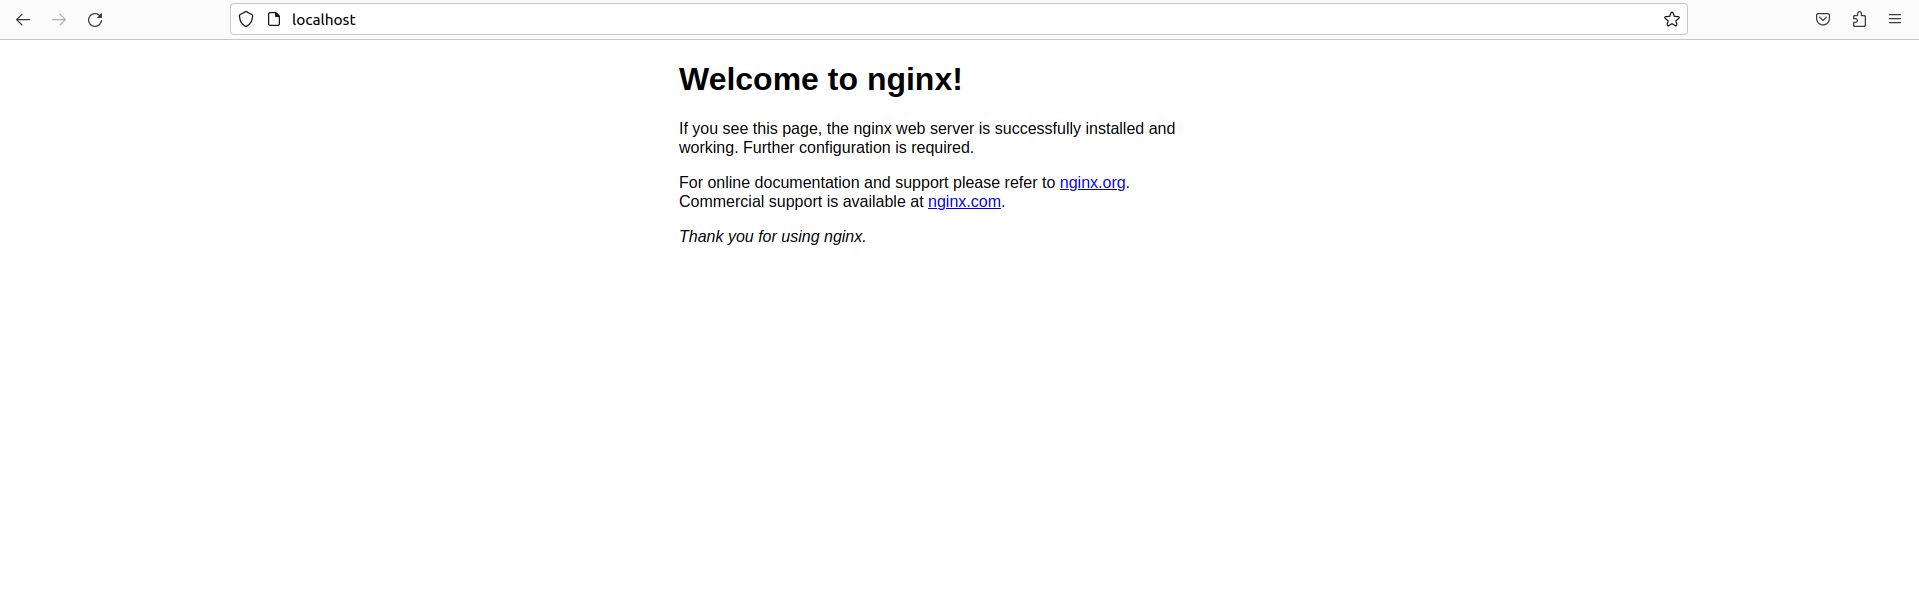 localhost
Welcome to nginx!
If you see this page, the nginx web server is successfully installed and
working. Further configuration is required.
For online documentation and support please refer to nginx.org.
Commercial support is available at nginx.com.
Thank you for using nginx.